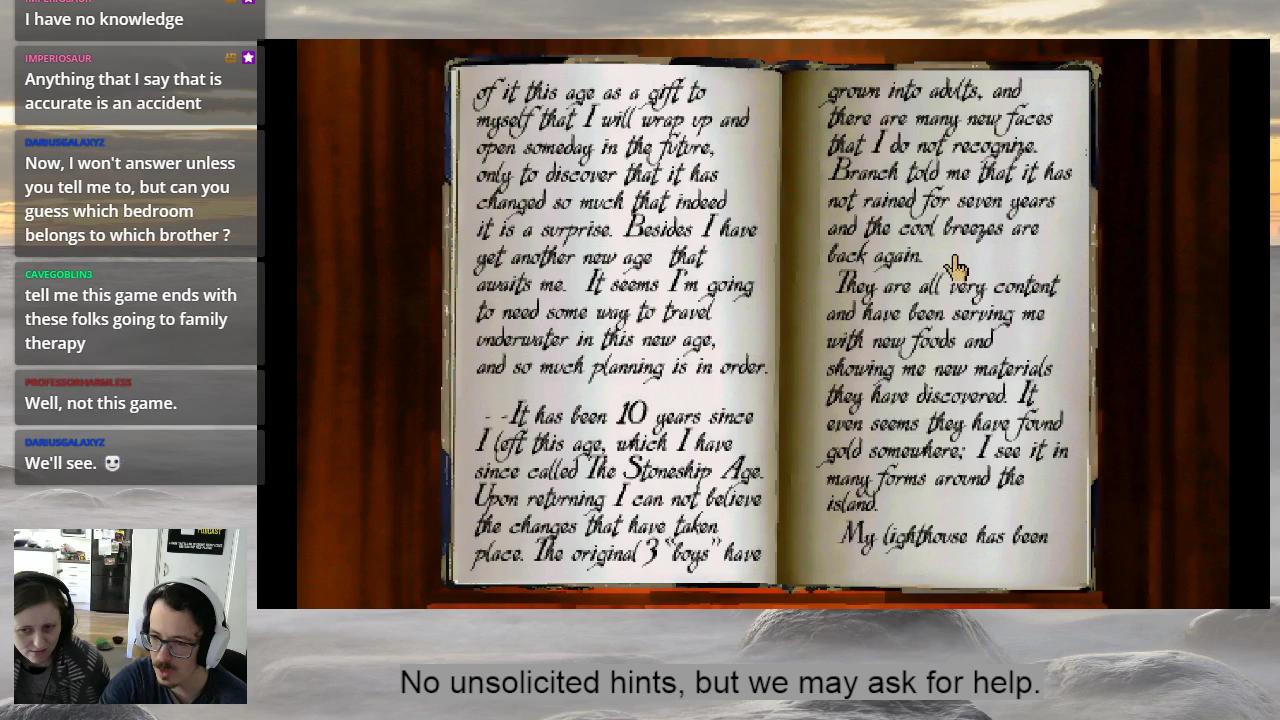 IMPERIOSAUR
I have no knowledge
IMPERIOSAUR
Anything that I say that is
accurate is an accident
DARIUSGALAXYZ
Now, I won't answer unless
you tell me to, but can you
guess which bedroom
belongs to which brother ?
CAVEGOBLIN3
tell me this game ends with
these folks going to family
therapy
PROFESSORHARMLESS
Well, not this game.
DARIUSGALAXYZ
We'll see.
of it this age as a gift to
myself that I will wrap up and
open someday in the future,
only to discover that it has
changed so much that indeed
it is a surprise. Besides I have
yet another new age that
awaits me. It seems I'm going
to need some way to travel
underwater in this new age,
and so much planning is in order.
--It has been 10 years since
I left this age, which I have
since called The Stoneship Age.
Upon returning I can not believe
the changes that have taken
place. The original 3 "boys" have
grown into adults, and
there are many new faces
that I do not recognize.
Branch told me that it has
not rained for seven years
and the cool breezes are
back again.
They are all very content
and have been serving me
with new foods and
showing me new materials
they have discovered. It
even seems they have found
gold somewhere; I see it in
many forms around the
island.
My lighthouse has been
No unsolicited hints, but we may ask for help.